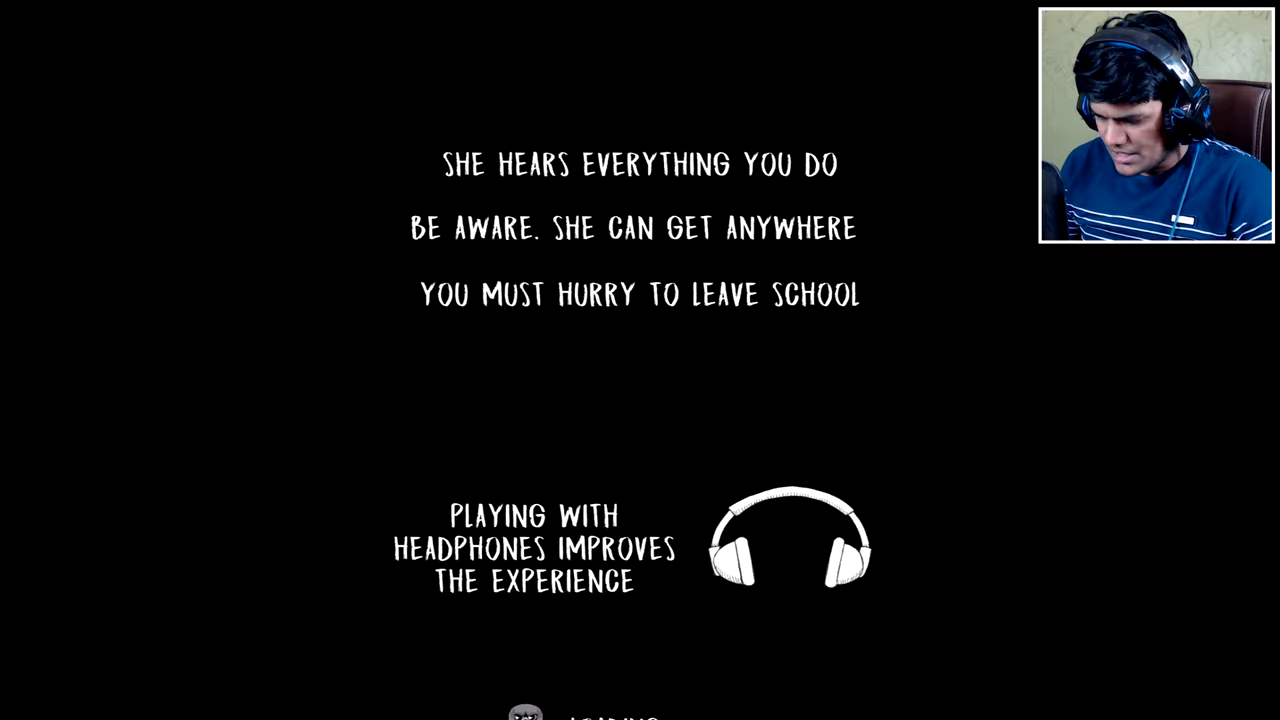 SHE HEARS EVERYTHING YOU DO
BE AWARE. SHE CAN GET ANYWHERE
YOU MUST HURRY TO LEAVE SCHOOL
PLAYING WITH
HEADPHONES IMPROVES
THE EXPERIENCE